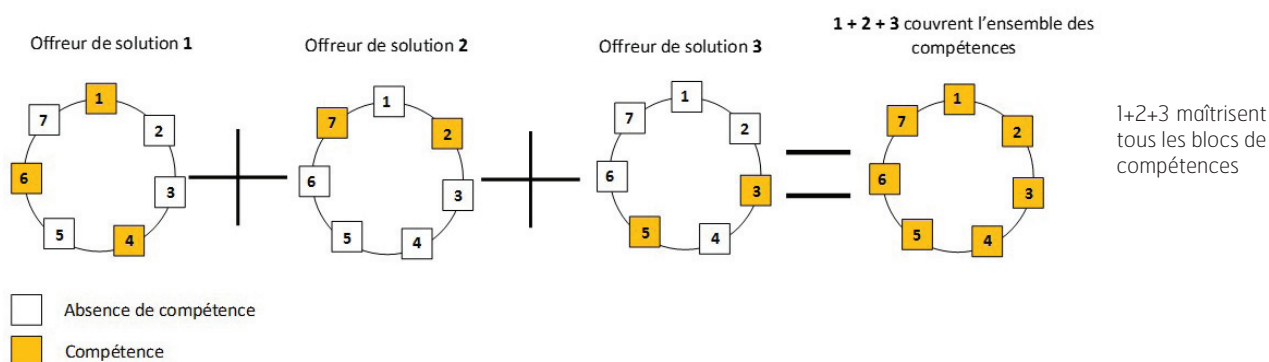 Offreur de solution 1
Offreur de solution 2
Offreur de solution 3
1 + 2 + 3 couvrent l'ensemble des
compétences
1
2
3
4
5
6
7
1
2
3
4
5
6
7
1
2
3
4
5
6
7
1
2
3
4
5
6
7
1+2+3 maîtrisent
tous les blocs de
compétences
Absence de compétence
Compétence